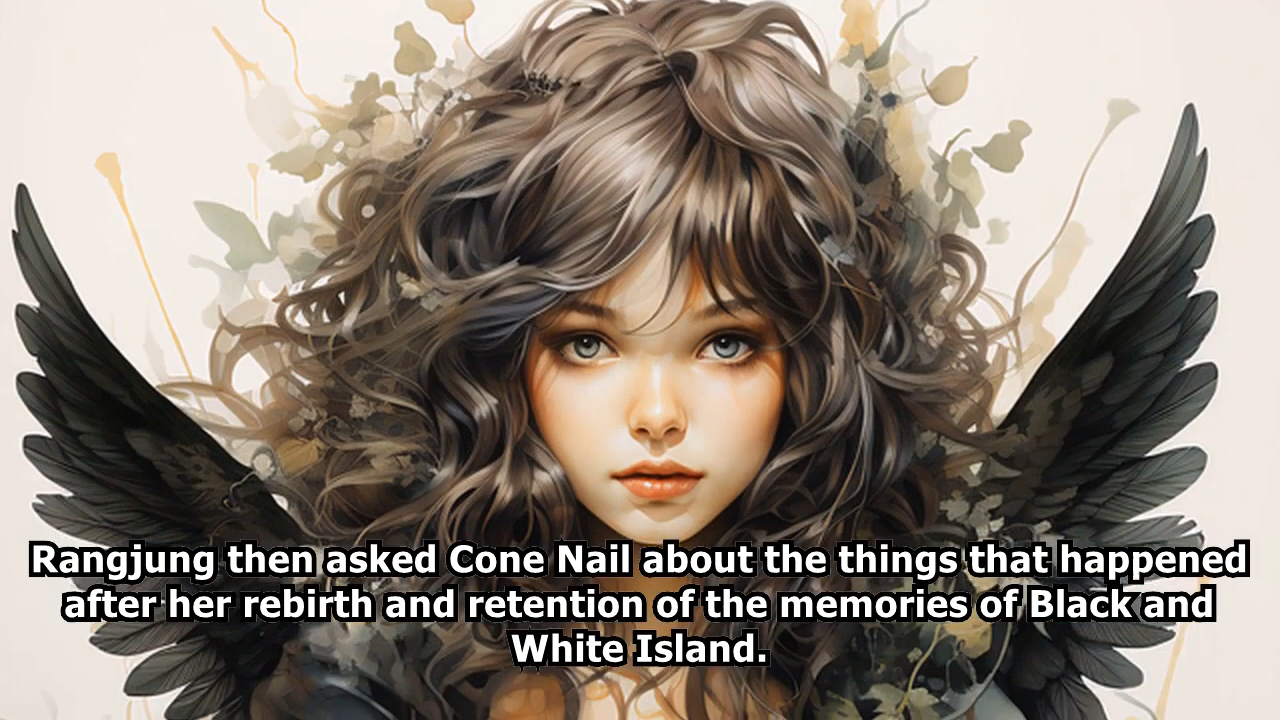 Rangjung then asked Cone Nail about the things that happened
after her rebirth and retention of the memories of Black and
White Island.